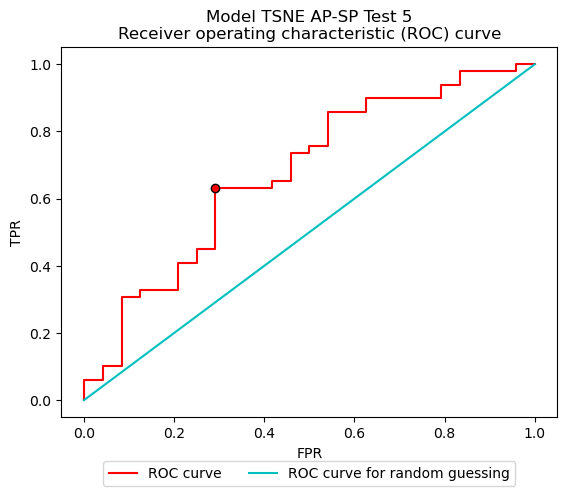 Model TSNE AP-SP Test 5
Receiver operating characteristic (ROC) curve
1.0
0.8
0.6
0.4
0.2
0.0
TPR
0.0 0.2 0.4 0.6 0.8 1.0
FPR
ROC curve ROC curve for random guessing